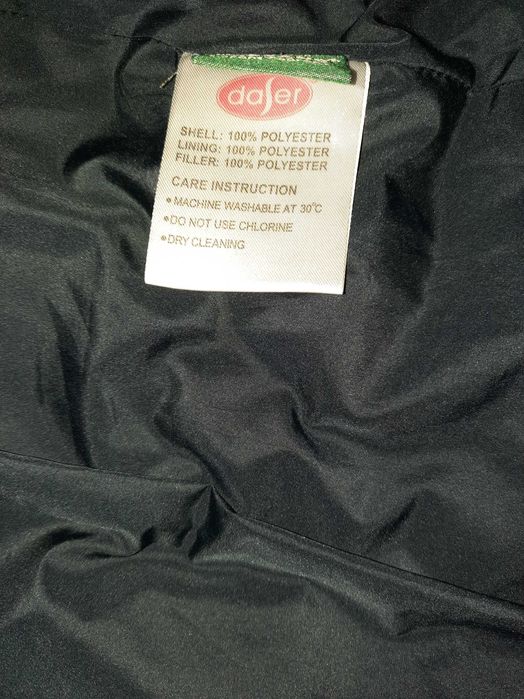 daser
SHELL: 100% POLYESTER
LINING: 100% POLYESTER
FILLER: 100% POLYESTER
CARE INSTRUCTION
•MACHINE WASHABLE AT 30°C
•DO NOT USE CHLORINE
•DRY CLEANING